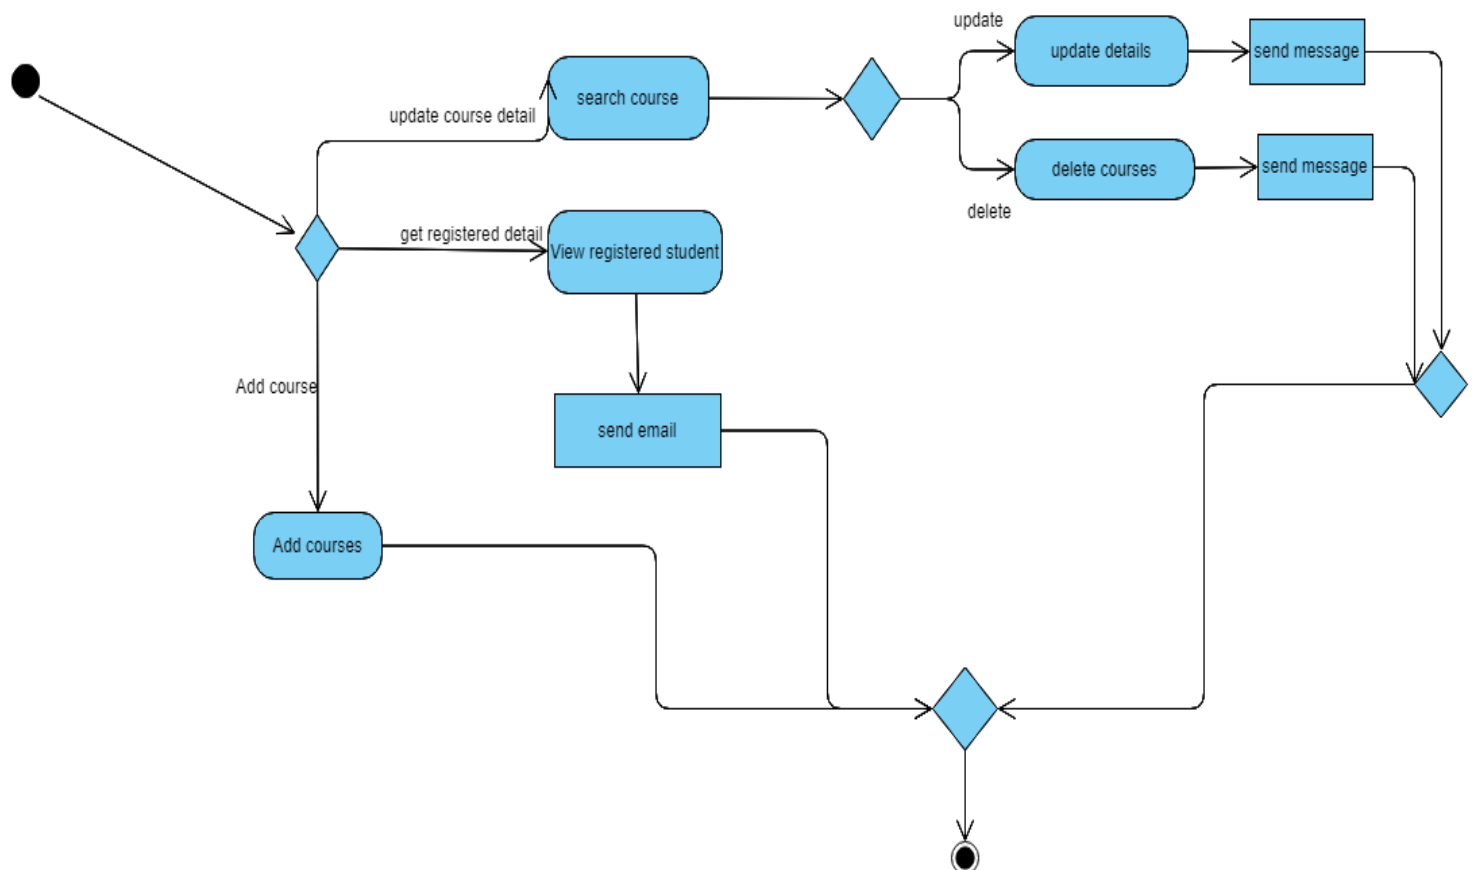 update
update details
send message
search course
update course detail
delete courses
send message
delete
get registered detail
View registered student
Add course
send email
Add courses